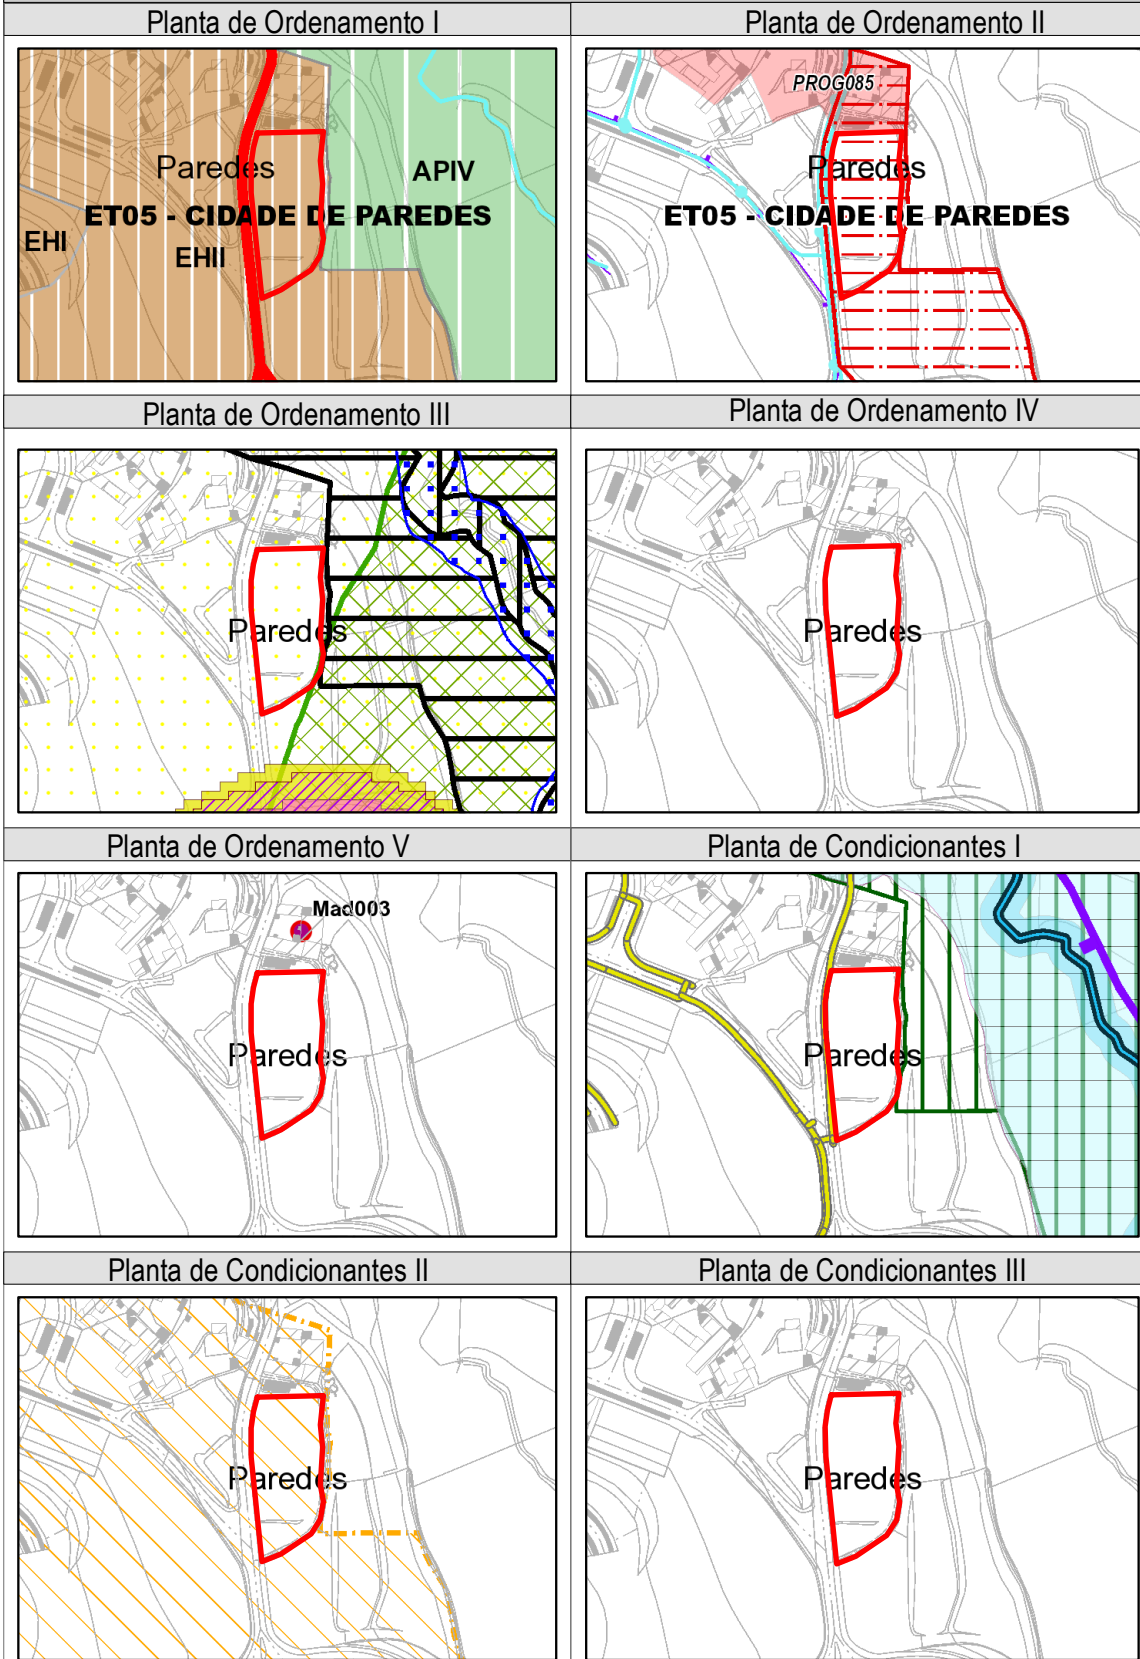 Planta de Ordenamento I
Planta de Ordenamento II
Paredes
APIV
ET05 - CIDADE DE PAREDES
EHI
EHII
PROG085
Paredes
ET05 - CIDADE DE PAREDES
Planta de Ordenamento III
Planta de Ordenamento IV
Paredes
Paredes
Planta de Ordenamento V
Planta de Condicionantes I
Mad003
Paredes
Paredes
Planta de Condicionantes II
Planta de Condicionantes III
Paredes
Paredes